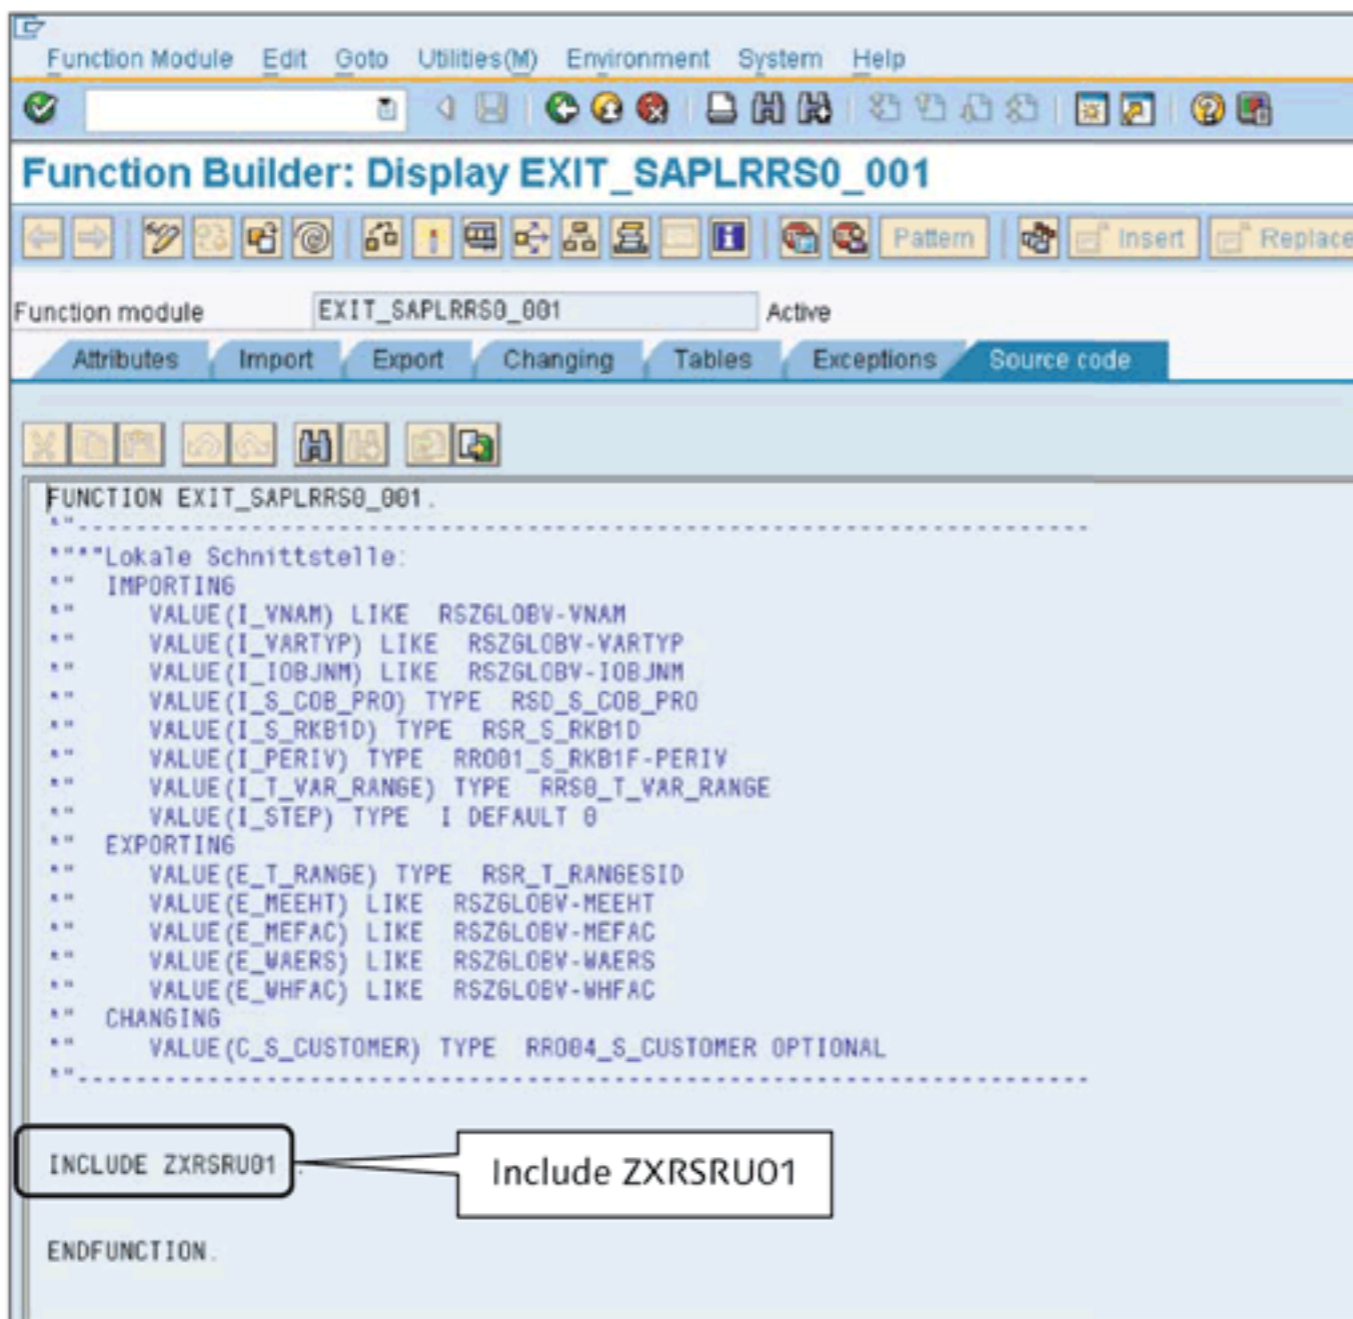 Function Module Edit Goto Utilities(M) Environment System Help
Function Builder: Display EXIT_SAPLRRS0_001
Pattern Insert Replace
Function module EXIT_SAPLRRS0_001 Active
Attributes Import Export Changing Tables Exceptions Source code
FUNCTION EXIT_SAPLRRS0_001.
*"----------------------------------------------------------------------
*"*"Lokale Schnittstelle:
*" IMPORTING
*" VALUE(I_VNAM) LIKE RSZGLOBV-VNAM
*" VALUE(I_VARTYP) LIKE RSZGLOBV-VARTYP
*" VALUE(I_IOBJNM) LIKE RSZGLOBV-IOBJNM
*" VALUE(I_S_COB_PRO) TYPE RSD_S_COB_PRO
*" VALUE(I_S_RKB1D) TYPE RSR_S_RKB1D
*" VALUE(I_PERIV) TYPE RRO01_S_RKB1F-PERIV
*" VALUE(I_T_VAR_RANGE) TYPE RRS0_T_VAR_RANGE
*" VALUE(I_STEP) TYPE I DEFAULT 0
*" EXPORTING
*" VALUE(E_T_RANGE) TYPE RSR_T_RANGESID
*" VALUE(E_MEEHT) LIKE RSZGLOBV-MEEHT
*" VALUE(E_MEFAC) LIKE RSZGLOBV-MEFAC
*" VALUE(E_WAERS) LIKE RSZGLOBV-WAERS
*" VALUE(E_WHFAC) LIKE RSZGLOBV-WHFAC
*" CHANGING
*" VALUE(C_S_CUSTOMER) TYPE RRO04_S_CUSTOMER OPTIONAL
*"----------------------------------------------------------------------
INCLUDE ZXRSRU01 .
Include ZXRSRU01
ENDFUNCTION.